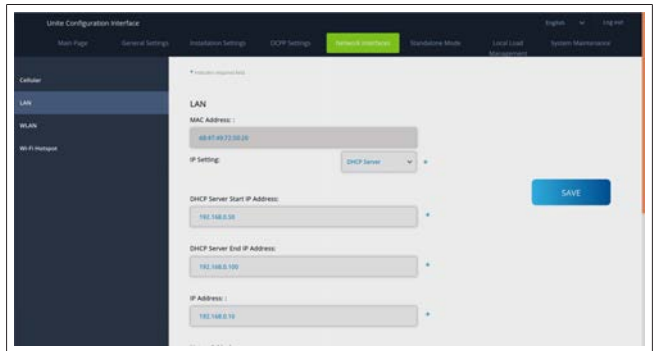 Unite Configuration Interface
English
Log out
Main Page
General Settings
Installation Settings
OCPP Settings
Network Interfaces
Standalone Mode
Local Load
Management
System Maintenance
* Indicates required field.
Cellular
LAN
WLAN
Wi-Fi Hotspot
LAN
MAC Address: :
IP Setting:
DHCP Server
*
SAVE
DHCP Server Start IP Address:
192.168.0.50
*
DHCP Server End IP Address:
192.168.0.100
*
IP Address: :
192.168.0.10
*